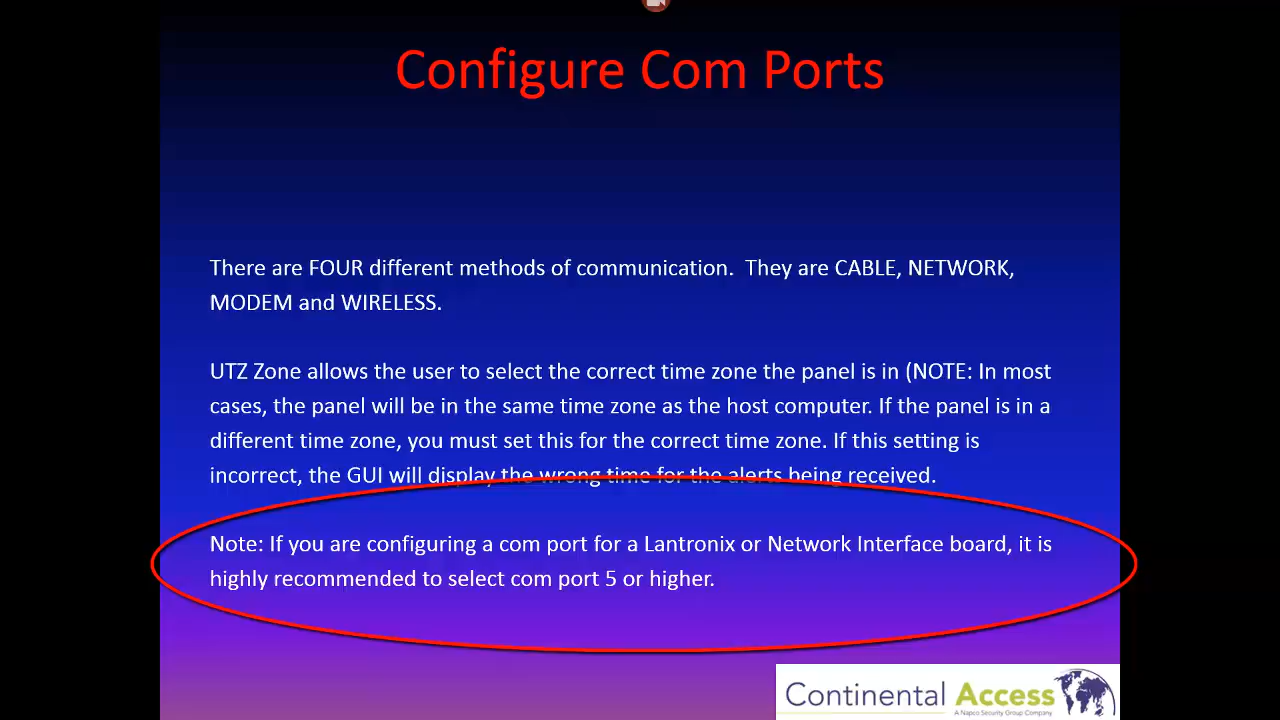 Configure Com Ports
There are FOUR different methods of communication.  They are CABLE, NETWORK,
MODEM and WIRELESS.
UTZ Zone allows the user to select the correct time zone the panel is in (NOTE: In most
cases, the panel will be in the same time zone as the host computer. If the panel is in a
different time zone, you must set this for the correct time zone. If this setting is
incorrect, the GUI will display the wrong time for the alerts being received.
Note: If you are configuring a com port for a Lantronix or Network Interface board, it is
highly recommended to select com port 5 or higher.
Continental Access
A Napco Security Group Company